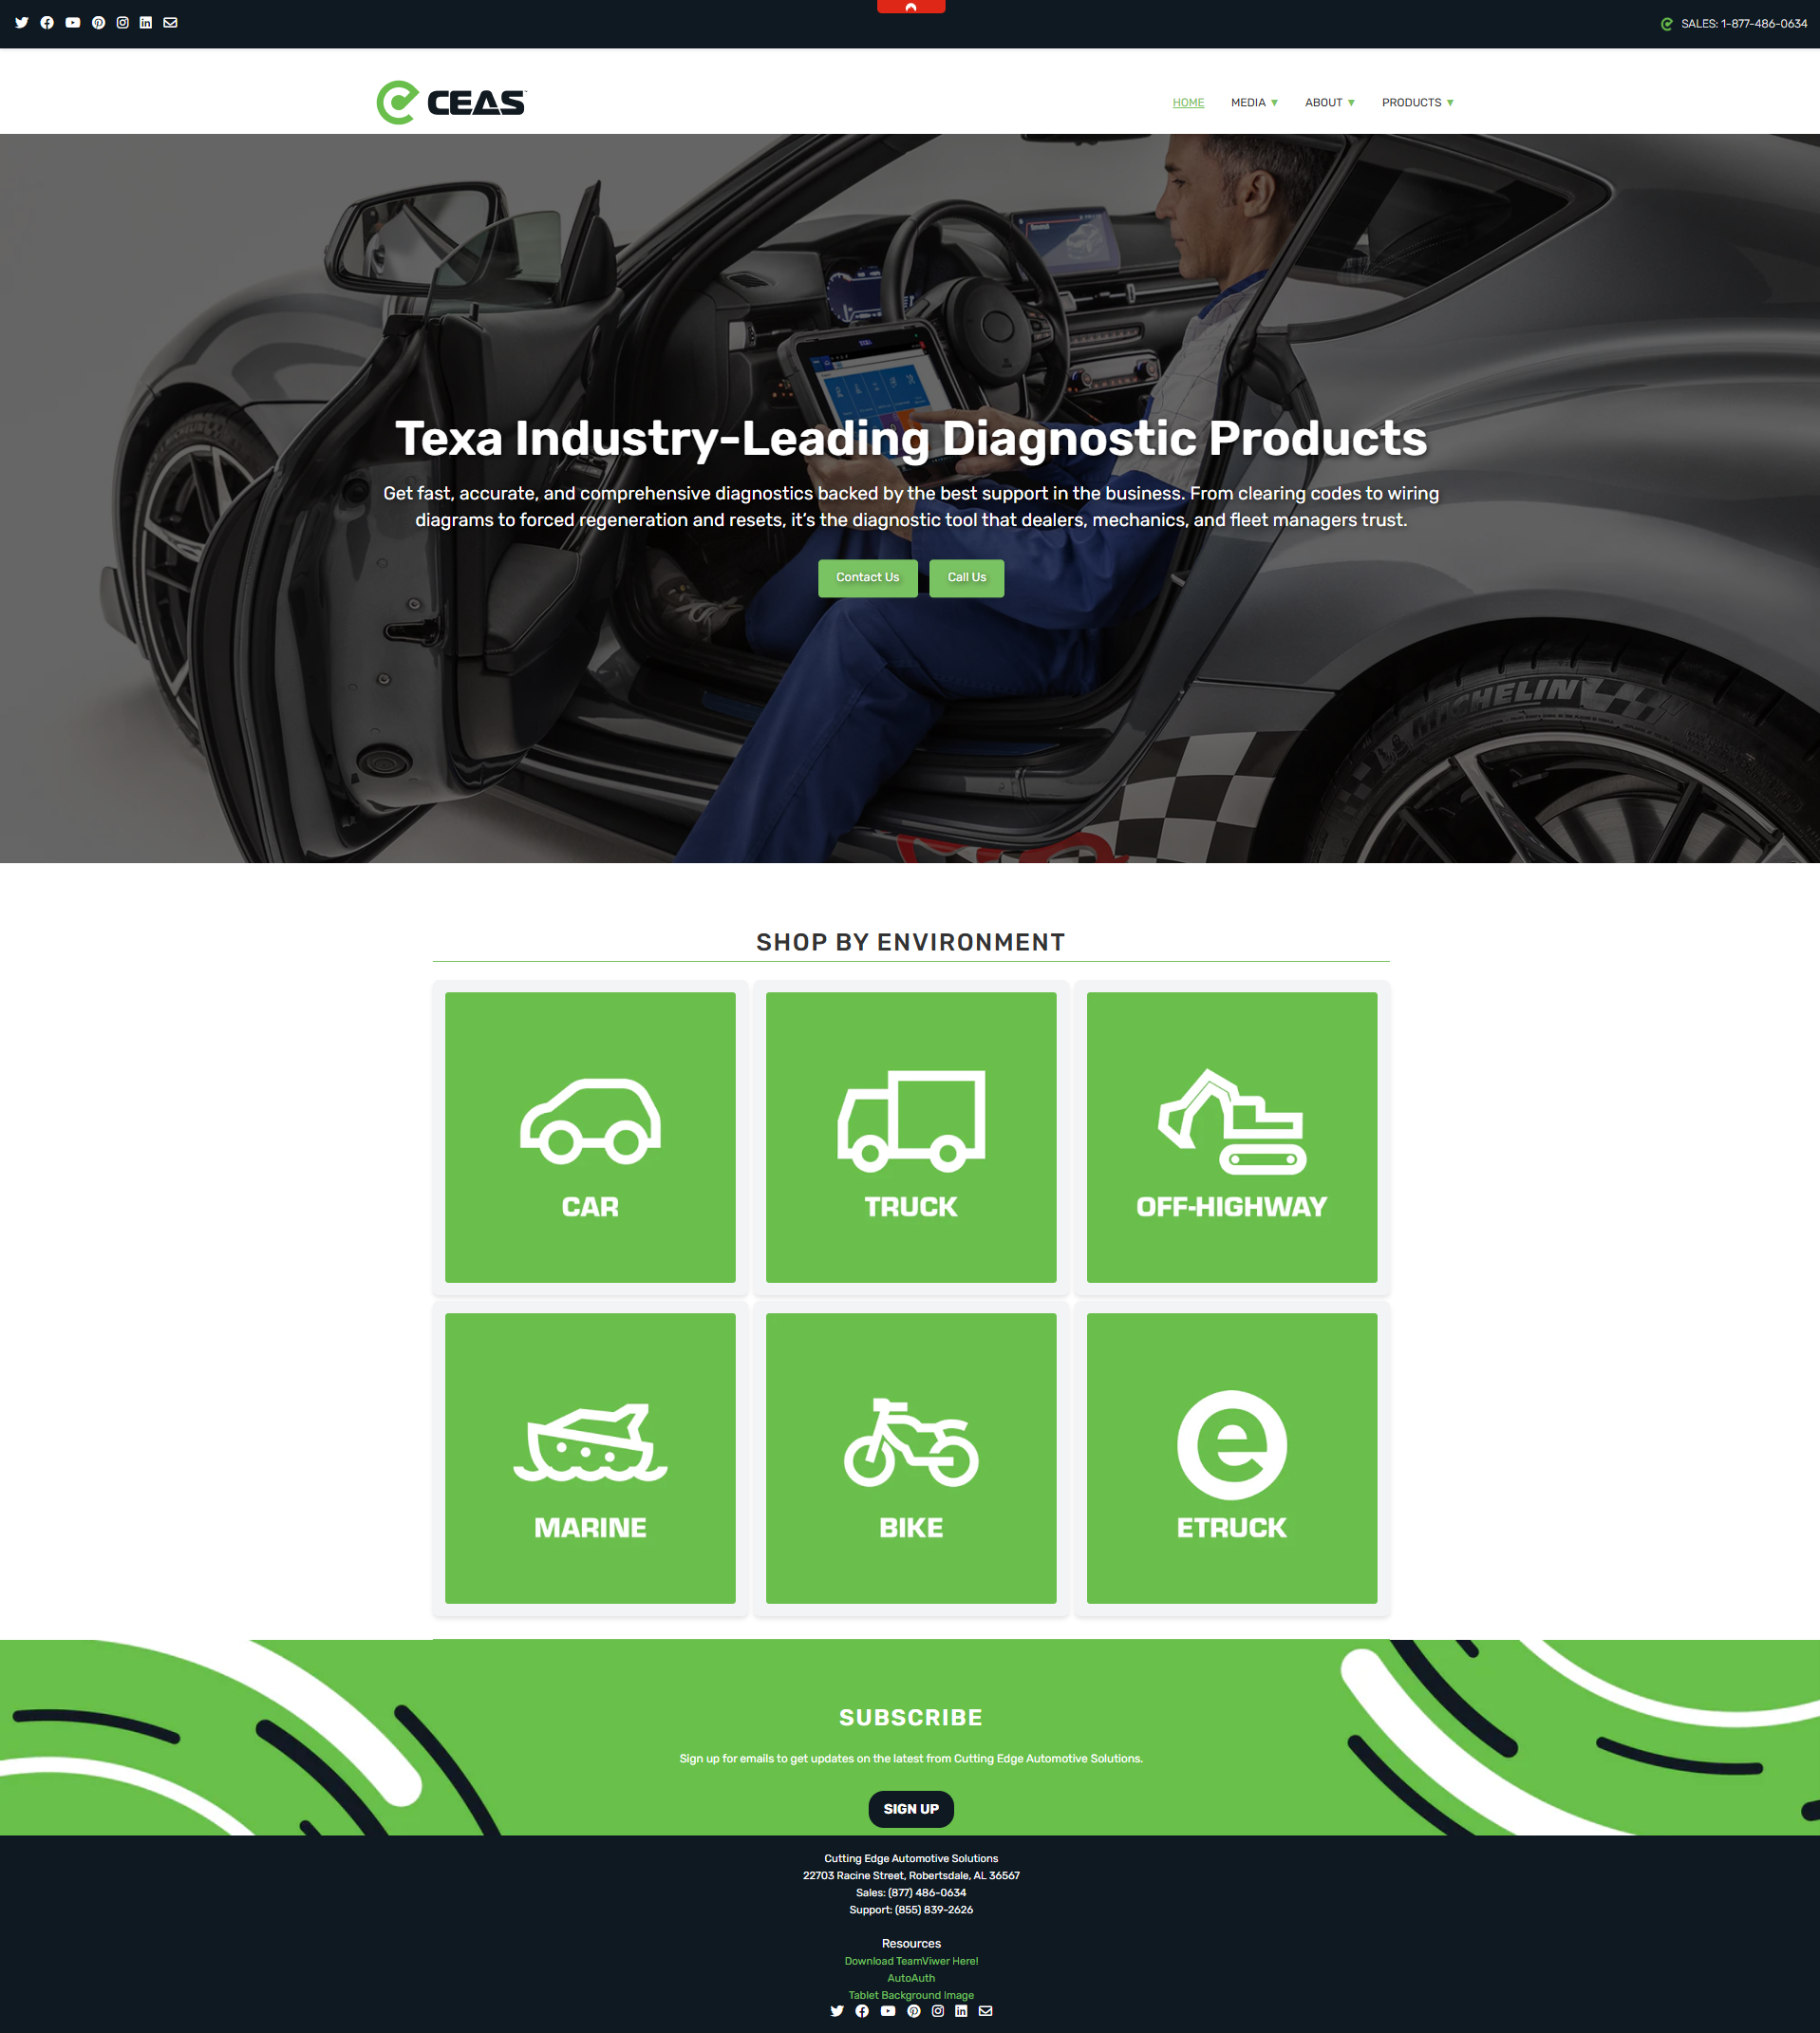 SALES: 1-877-486-0634
CEAS
HOME
MEDIA ▼
ABOUT ▼
PRODUCTS ▼
Texa Industry-Leading Diagnostic Products
Get fast, accurate, and comprehensive diagnostics backed by the best support in the business. From clearing codes to wiring
diagrams to forced regeneration and resets, it’s the diagnostic tool that dealers, mechanics, and fleet managers trust.
Contact Us
Call Us
MICHELIN
SHOP BY ENVIRONMENT
CAR
TRUCK
OFF-HIGHWAY
MARINE
BIKE
ETRUCK
SUBSCRIBE
Sign up for emails to get updates on the latest from Cutting Edge Automotive Solutions.
SIGN UP
Cutting Edge Automotive Solutions
22703 Racine Street, Robertsdale, AL 36567
Sales: (877) 486-0634
Support: (855) 839-2626
Resources
Download TeamViwer Here!
AutoAuth
Tablet Background Image